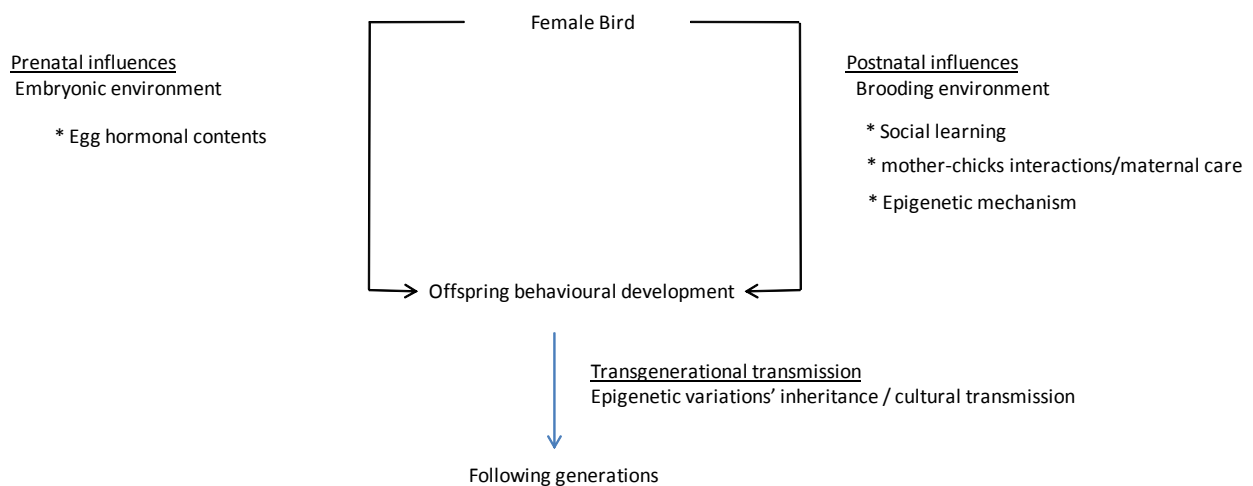 Female Bird
Prenatal influences
Embryonic environment
* Egg hormonal contents
Postnatal influences
Brooding environment
* Social learning
* mother-chicks interactions/maternal care
* Epigenetic mechanism
Offspring behavioural development
Transgenerational transmission
Epigenetic variations’ inheritance / cultural transmission
Following generations